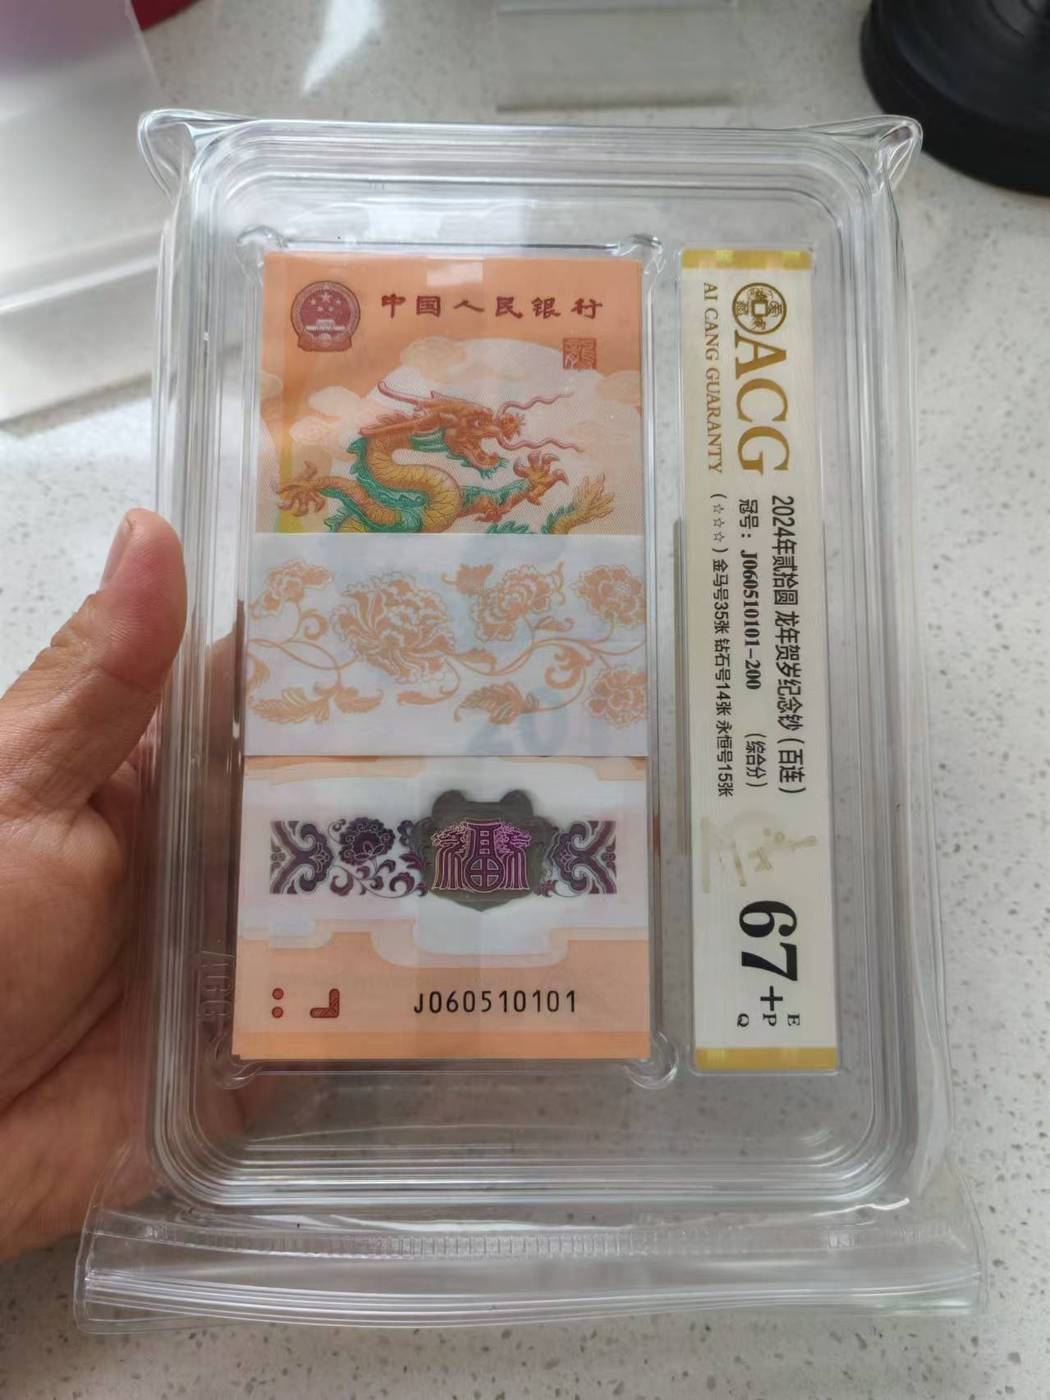 中国人民银行
福
J060510101
ACG
AI CANG GUARANTY
2024年贰拾圆 龙年贺岁纪念钞（百连）
冠号：J060510101-200 （综合分）
（☆☆☆）金马号35张 钻石号14张 永恒号15张
67+
E
P
Q